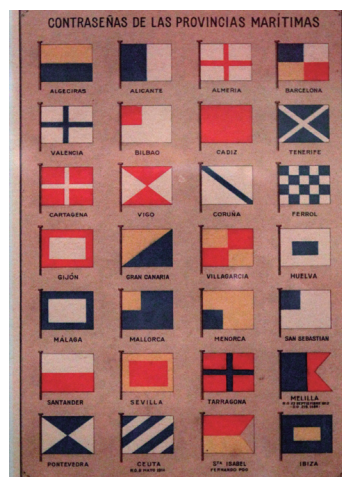 CONTRASEÑAS DE LAS PROVINCIAS MARÍTIMAS
ALGECIRAS ALICANTE ALMERIA BARCELONA
VALENCIA BILBAO CADIZ TENERIFE
CARTAGENA VIGO CORUÑA FERROL
GIJÓN GRAN CANARIA VILLAGARCIA HUELVA
MÁLAGA MALLORCA MENORCA SAN SEBASTIAN
SANTANDER SEVILLA TARRAGONA MELILLA
PONTEVEDRA CEUTA Sta ISABEL IBIZA
FERNANDO POO